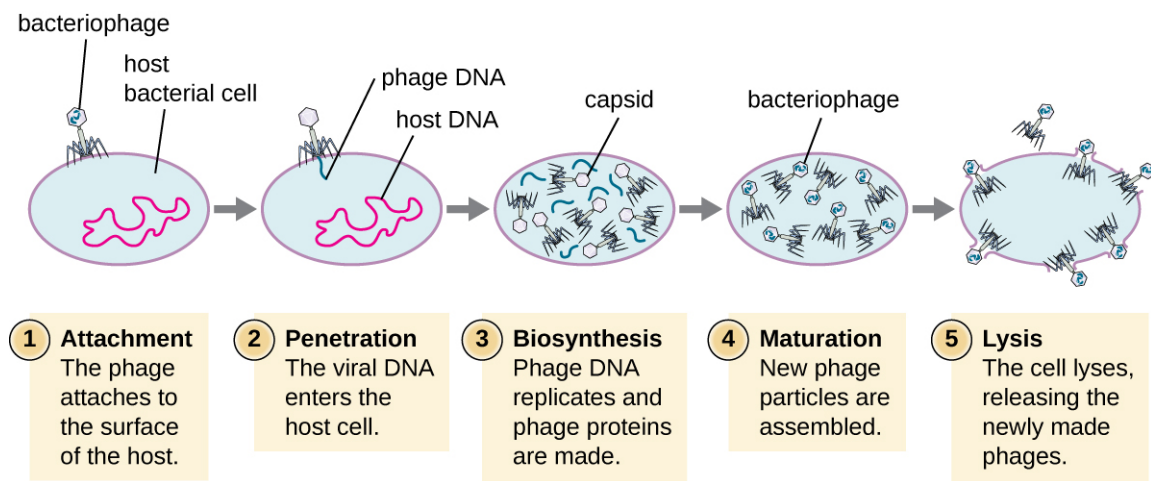 bacteriophage
host
bacterial cell
phage DNA
host DNA
capsid
bacteriophage
1 Attachment
The phage
attaches to
the surface
of the host.
2 Penetration
The viral DNA
enters the
host cell.
3 Biosynthesis
Phage DNA
replicates and
phage proteins
are made.
4 Maturation
New phage
particles are
assembled.
5 Lysis
The cell lyses,
releasing the
newly made
phages.